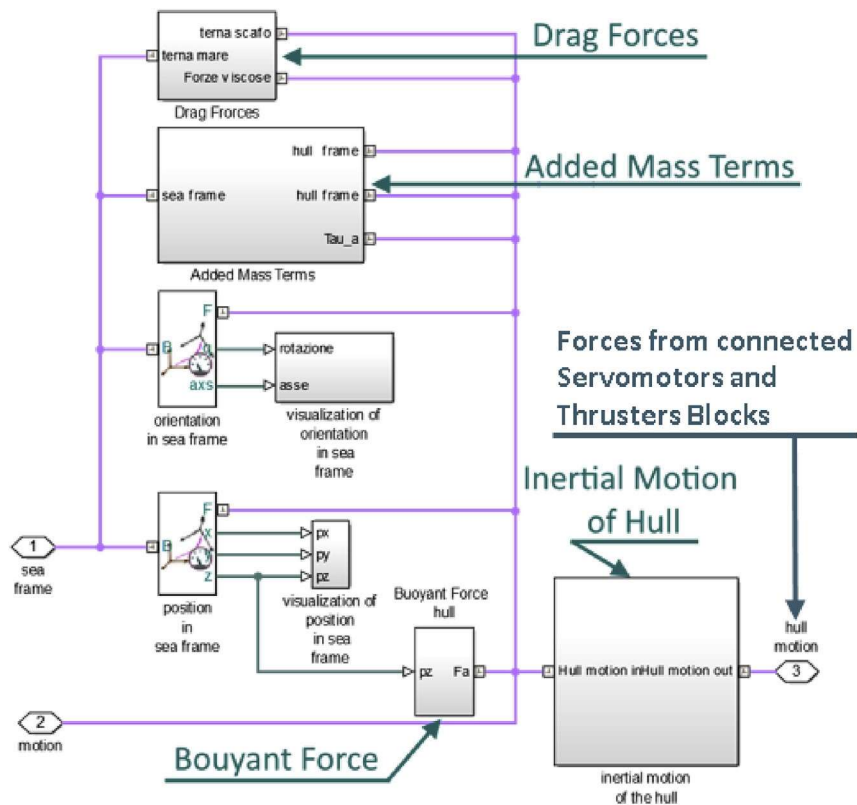 terna scafo
terna mare
Forze viscose
Drag Frorces
Drag Forces
hull frame
sea frame
hull frame
Tau_a
Added Mass Terms
Added Mass Terms
F
B
q
axs
rotazione
asse
orientation
in sea frame
visualization of
orientation
in sea
frame
Forces from connected
Servomotors and
Thrusters Blocks
Inertial Motion
of Hull
F
B
x
y
z
px
py
pz
1
sea
frame
position
in
sea frame
visualization of
position
in sea
frame
Buoyant Force
hull
pz
Fa
Hull motion in
Hull motion out
hull
motion
3
2
motion
Bouyant Force
inertial motion
of the hull